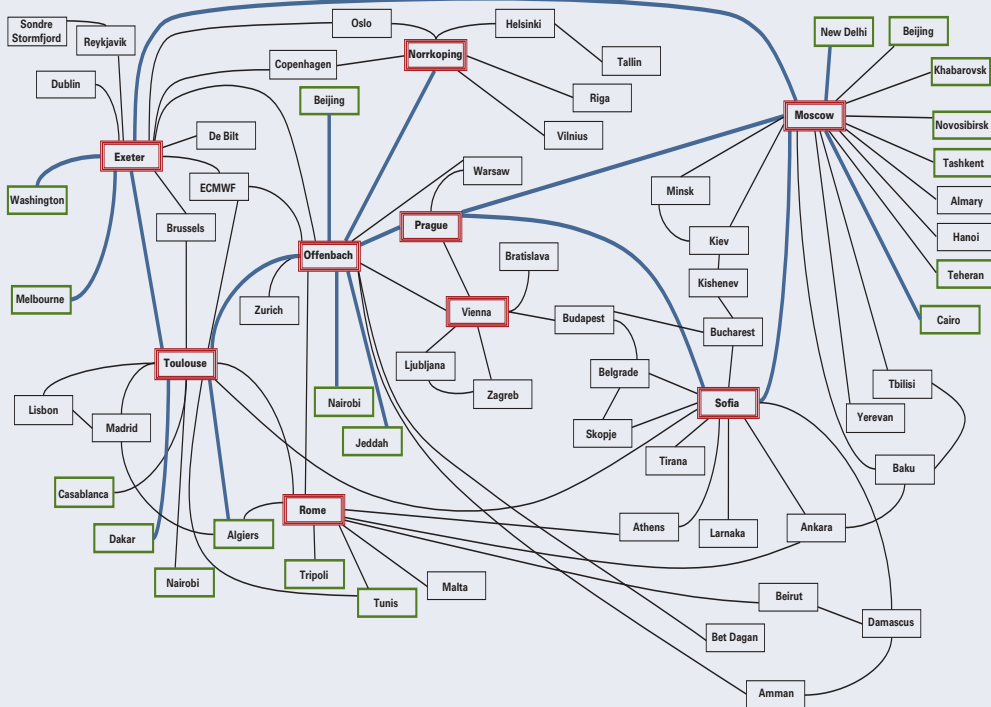 Sondre
Stormfjord
Reykjavik
Oslo
Helsinki
New Delhi
Beijing
Norrkoping
Copenhagen
Tallin
Khabarovsk
Dublin
Beijing
Riga
Moscow
Novosibirsk
De Bilt
Vilnius
Exeter
Tashkent
Warsaw
ECMWF
Minsk
Washington
Almary
Brussels
Prague
Kiev
Hanoi
Offenbach
Bratislava
Teheran
Kishenev
Melbourne
Zurich
Vienna
Budapest
Cairo
Bucharest
Toulouse
Ljubljana
Belgrade
Tbilisi
Zagreb
Nairobi
Sofia
Lisbon
Yerevan
Madrid
Skopje
Jeddah
Tirana
Baku
Casablanca
Rome
Athens
Ankara
Larnaka
Dakar
Algiers
Tripoli
Nairobi
Malta
Tunis
Beirut
Damascus
Bet Dagan
Amman